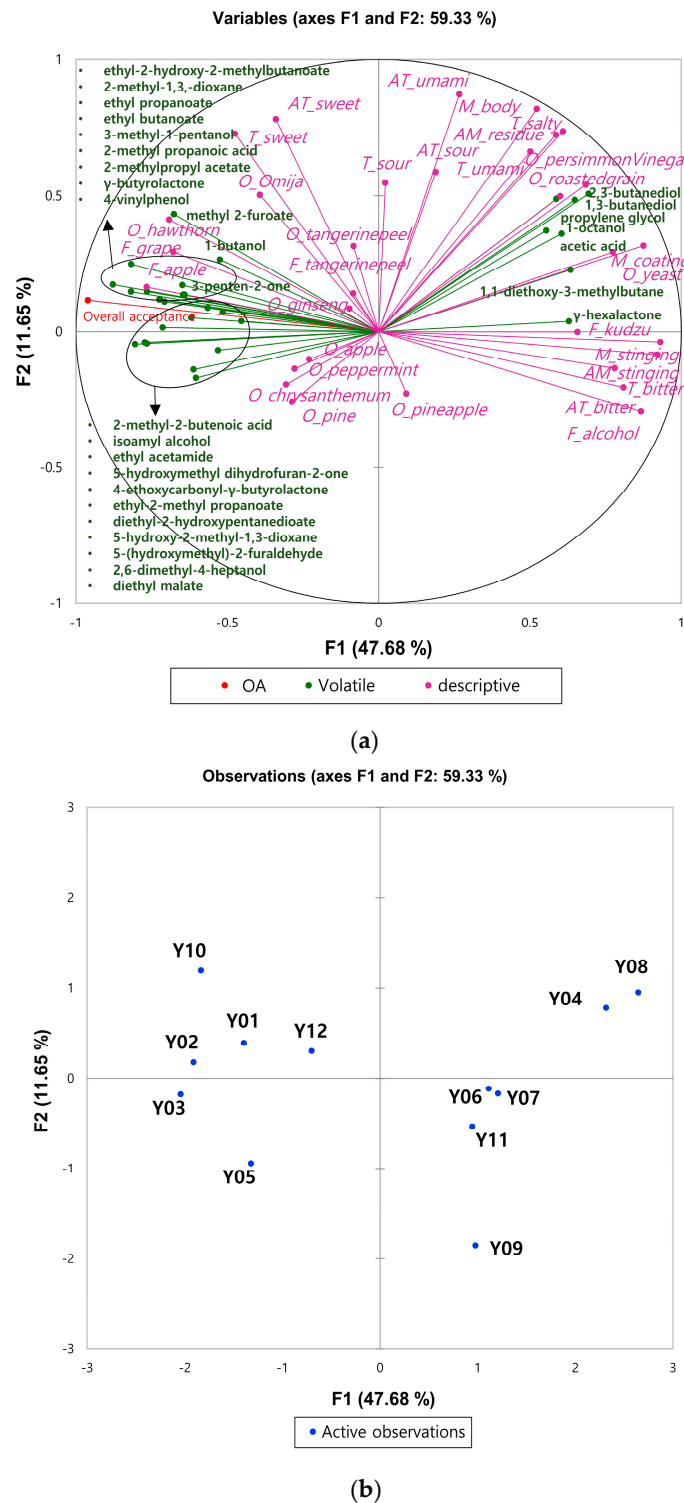 Variables (axes F1 and F2: 59.33 %)
1
• ethyl-2-hydroxy-2-methylbutanoate
• 2-methyl-1,3,-dioxane
• ethyl propanoate
• ethyl butanoate
• 3-methyl-1-pentanol
• 2-methyl propanoic acid
• 2-methylpropyl acetate
• γ-butyrolactone
• 4-vinylphenol
AT_sweet
T_sweet
AT_umami
M_body
T_salty
AM_residue
AT_sour
T_umami
T_sour
O_persimmonVinegar
O_roastedgrain
0.5
O_Omija
2,3-butanediol
1,3-butanediol
propylene glycol
1-octanol
acetic acid
methyl 2-furoate
O_hawthorn
F_grape
1-butanol
O_tangerinepeel
F_tangerinepeel
M_coating
O_yeast
F_apple
3-penten-2-one
1,1-diethoxy-3-methylbutane
O_ginseng
Overall acceptance
γ-hexalactone
0
F_kudzu
O_apple
O_peppermint
O_chrysanthemum
O_pine
O_pineapple
M_stinging
AM_stinging
T_bitter
AT_bitter
F_alcohol
F2 (11.65 %)
• 2-methyl-2-butenoic acid
• isoamyl alcohol
• ethyl acetamide
• 5-hydroxymethyl dihydrofuran-2-one
• 4-ethoxycarbonyl-γ-butyrolactone
• ethyl-2-methyl propanoate
• diethyl-2-hydroxypentanedioate
• 5-hydroxy-2-methyl-1,3-dioxane
• 5-(hydroxymethyl)-2-furaldehyde
• 2,6-dimethyl-4-heptanol
• diethyl malate
-0.5
-1
-1 -0.5 0 0.5 1
F1 (47.68 %)
OA Volatile descriptive
(a)
Observations (axes F1 and F2: 59.33 %)
3
2
Y10
Y08
1
Y04
Y01
Y12
Y02
0
Y03
Y06
Y07
Y11
Y05
-1
Y09
-2
-3
F2 (11.65 %)
-3 -2 -1 0 1 2 3
F1 (47.68 %)
Active observations
(b)